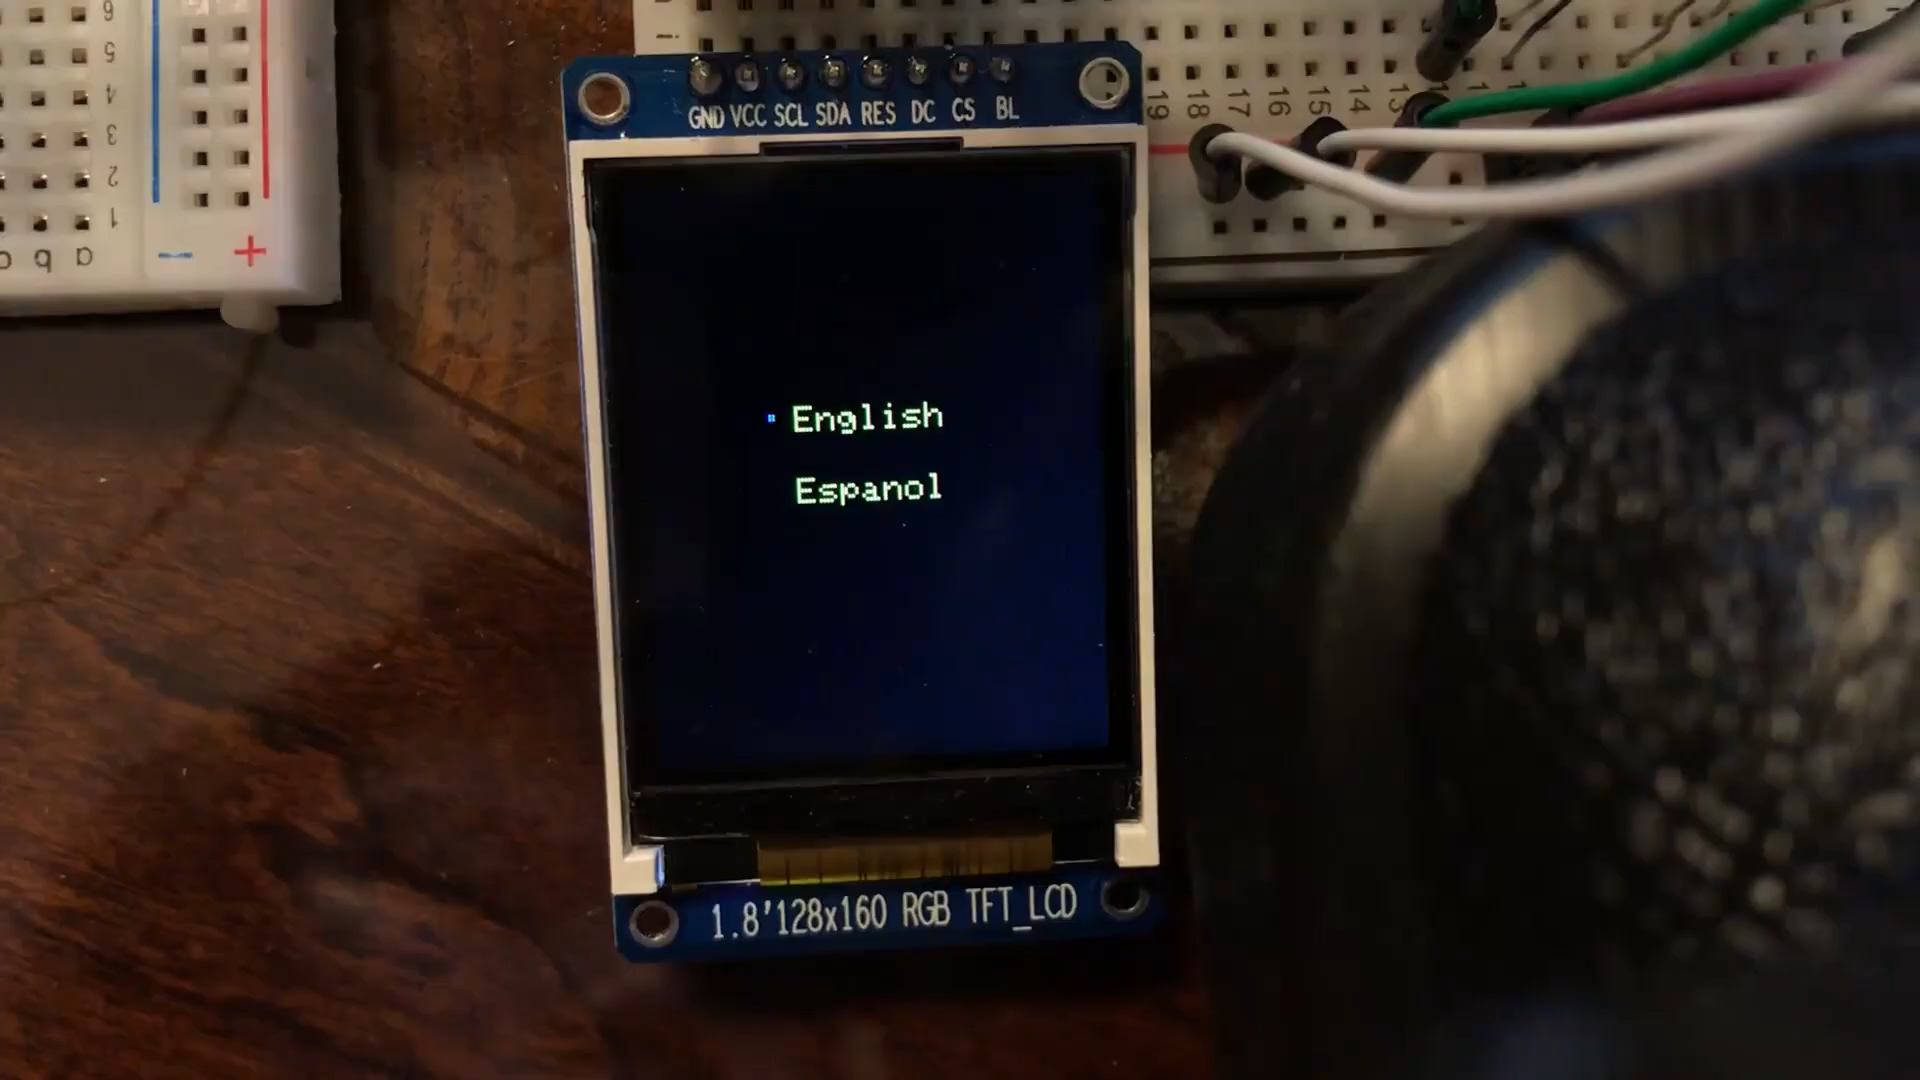 6
5
4
3
2
1
c b a
− +
GND VCC SCL SDA RES DC CS BL
19 18 17 16 15 14 13
English
Espanol
1.8'128x160 RGB TFT_LCD